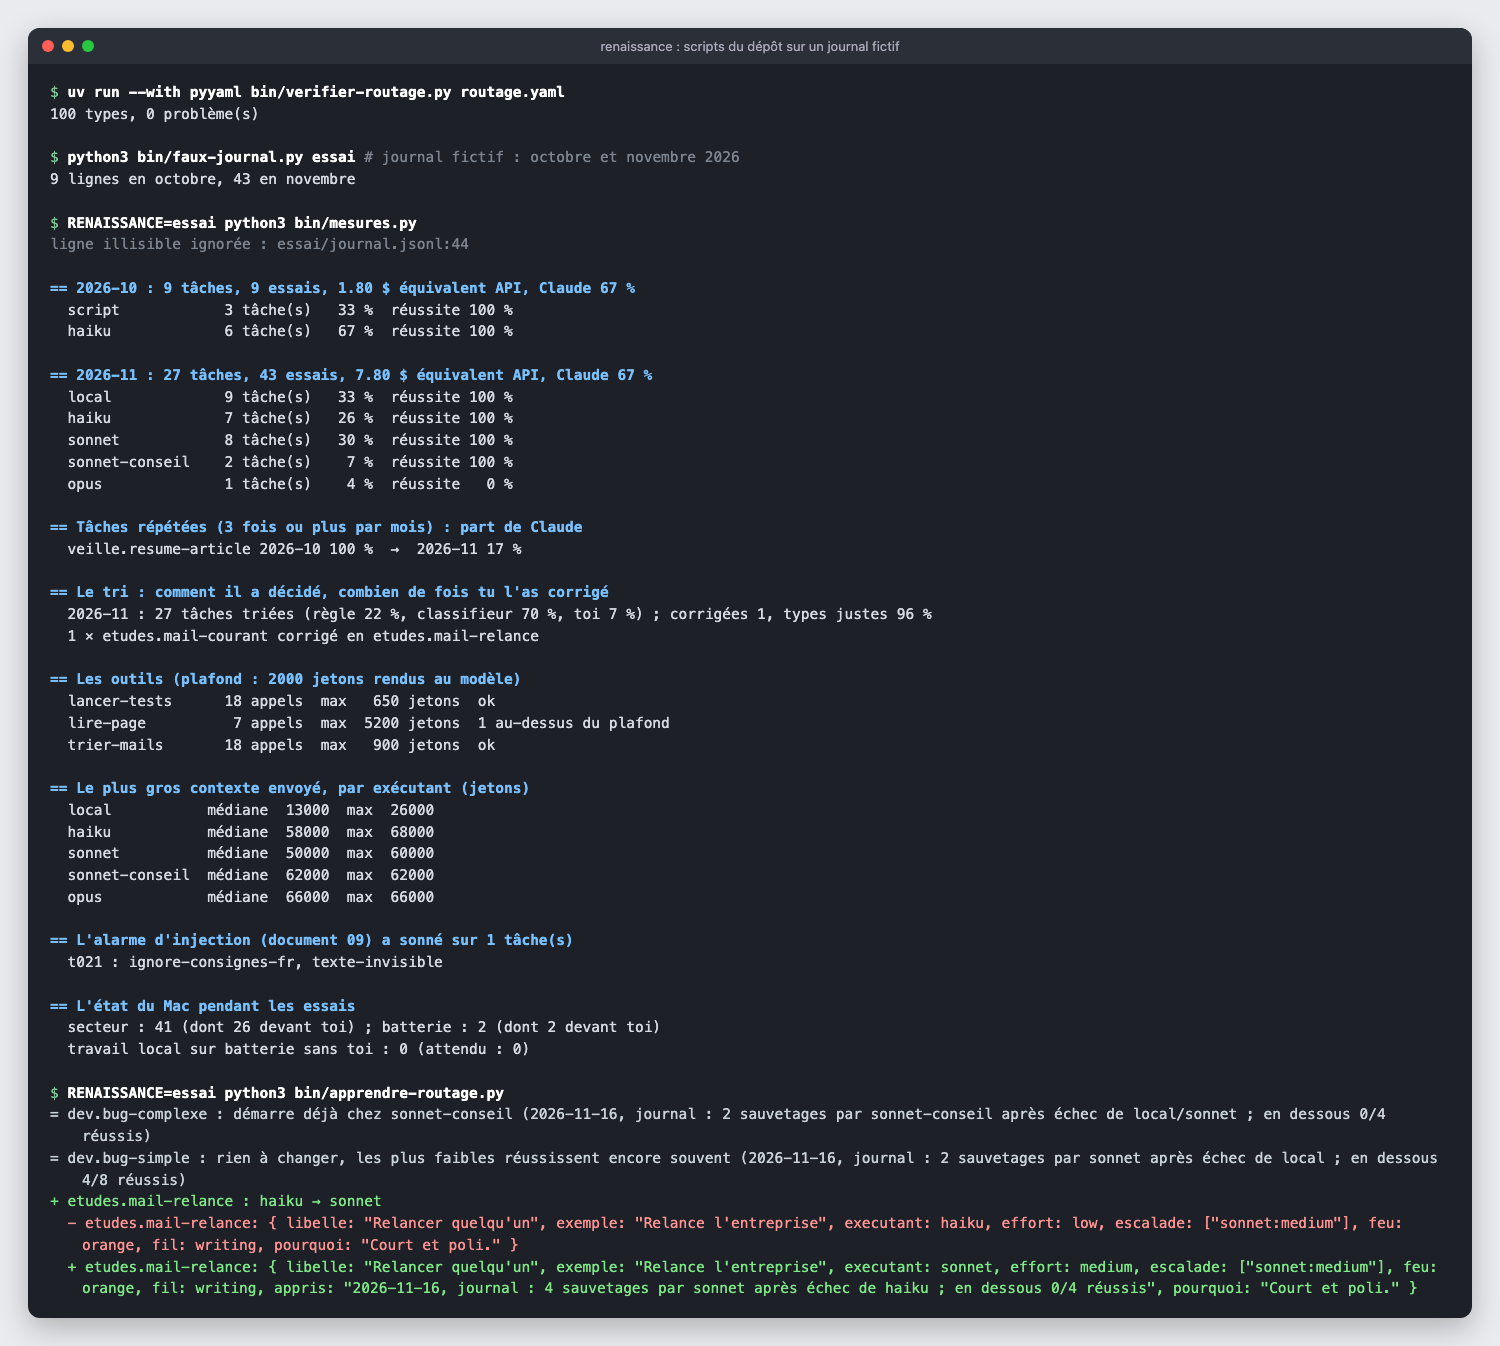 renaissance : scripts du dépôt sur un journal fictif
$ uv run --with pyyaml bin/verifier-routage.py routage.yaml
100 types, 0 problème(s)
$ python3 bin/faux-journal.py essai # journal fictif : octobre et novembre 2026
9 lignes en octobre, 43 en novembre
$ RENAISSANCE=essai python3 bin/mesures.py
ligne illisible ignorée : essai/journal.jsonl:44
== 2026-10 : 9 tâches, 9 essais, 1.80 $ équivalent API, Claude 67 %
script 3 tâche(s) 33 % réussite 100 %
haiku 6 tâche(s) 67 % réussite 100 %
== 2026-11 : 27 tâches, 43 essais, 7.80 $ équivalent API, Claude 67 %
local 9 tâche(s) 33 % réussite 100 %
haiku 7 tâche(s) 26 % réussite 100 %
sonnet 8 tâche(s) 30 % réussite 100 %
sonnet-conseil 2 tâche(s) 7 % réussite 100 %
opus 1 tâche(s) 4 % réussite 0 %
== Tâches répétées (3 fois ou plus par mois) : part de Claude
veille.resume-article 2026-10 100 % → 2026-11 17 %
== Le tri : comment il a décidé, combien de fois tu l'as corrigé
2026-11 : 27 tâches triées (règle 22 %, classifieur 70 %, toi 7 %) ; corrigées 1, types justes 96 %
1 × etudes.mail-courant corrigé en etudes.mail-relance
== Les outils (plafond : 2000 jetons rendus au modèle)
lancer-tests 18 appels max 650 jetons ok
lire-page 7 appels max 5200 jetons 1 au-dessus du plafond
trier-mails 18 appels max 900 jetons ok
== Le plus gros contexte envoyé, par exécutant (jetons)
local médiane 13000 max 26000
haiku médiane 58000 max 68000
sonnet médiane 50000 max 60000
sonnet-conseil médiane 62000 max 62000
opus médiane 66000 max 66000
== L'alarme d'injection (document 09) a sonné sur 1 tâche(s)
t021 : ignore-consignes-fr, texte-invisible
== L'état du Mac pendant les essais
secteur : 41 (dont 26 devant toi) ; batterie : 2 (dont 2 devant toi)
travail local sur batterie sans toi : 0 (attendu : 0)
$ RENAISSANCE=essai python3 bin/apprendre-routage.py
= dev.bug-complexe : démarre déjà chez sonnet-conseil (2026-11-16, journal : 2 sauvetages par sonnet-conseil après échec de local/sonnet ; en dessous 0/4
réussis)
= dev.bug-simple : rien à changer, les plus faibles réussissent encore souvent (2026-11-16, journal : 2 sauvetages par sonnet après échec de local ; en dessous
4/8 réussis)
+ etudes.mail-relance : haiku → sonnet
− etudes.mail-relance: { libelle: "Relancer quelqu'un", exemple: "Relance l'entreprise", executant: haiku, effort: low, escalade: ["sonnet:medium"], feu:
orange, fil: writing, pourquoi: "Court et poli." }
+ etudes.mail-relance: { libelle: "Relancer quelqu'un", exemple: "Relance l'entreprise", executant: sonnet, effort: medium, escalade: ["sonnet:medium"], feu:
orange, fil: writing, appris: "2026-11-16, journal : 4 sauvetages par sonnet après échec de haiku ; en dessous 0/4 réussis", pourquoi: "Court et poli." }